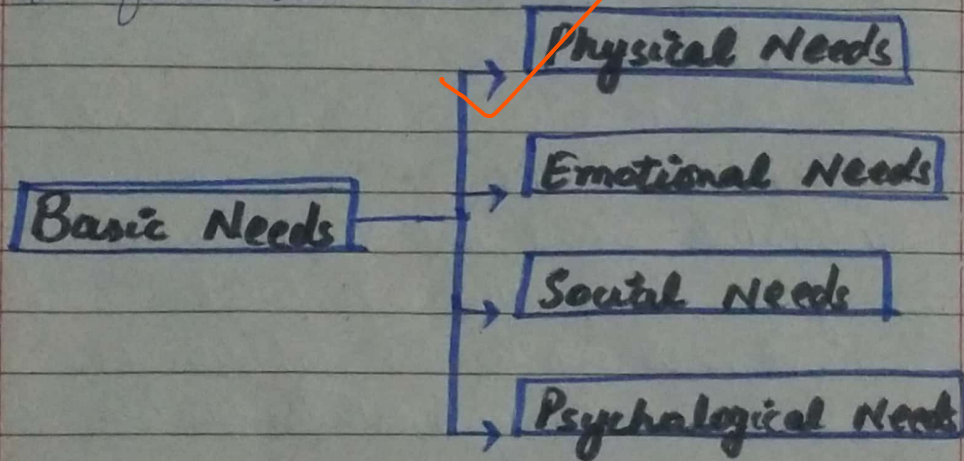 Physical Needs
Emotional Needs
Basic Needs
Social Needs
Psychological Needs